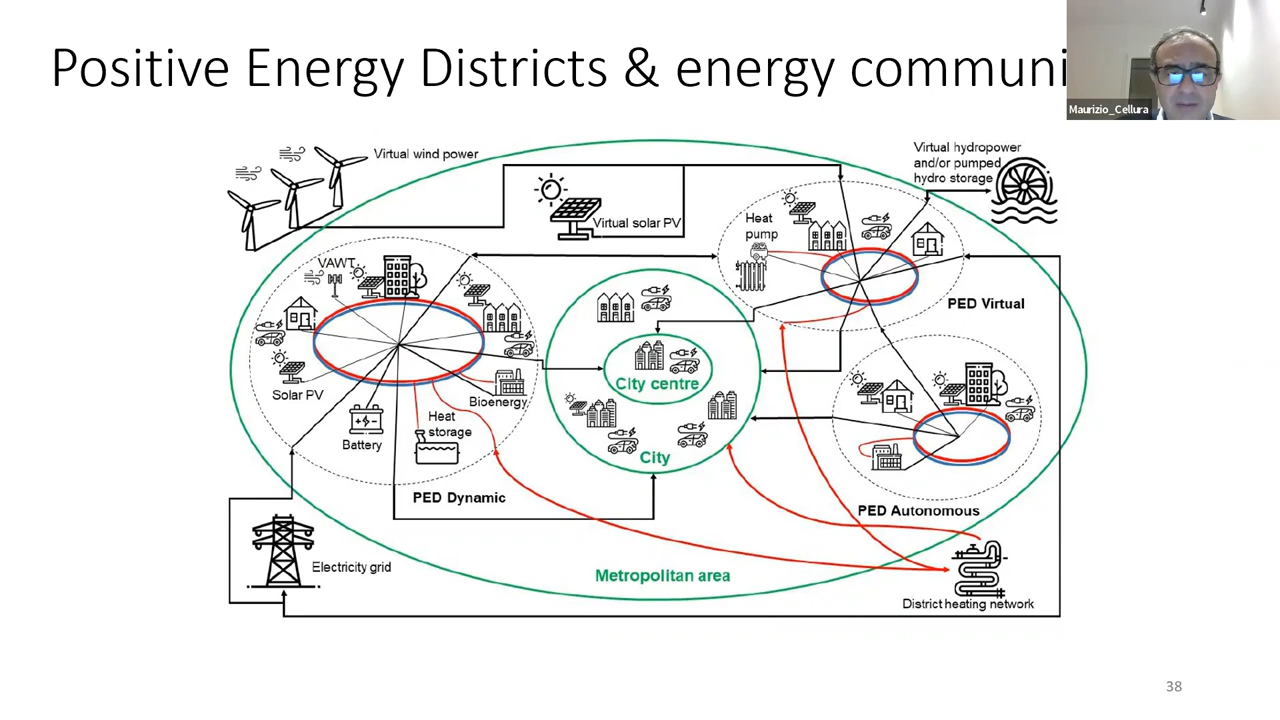 Positive Energy Districts & energy communi
Maurizio_Cellura
Virtual wind power
Virtual hydropower
and/or pumped
hydro storage
Virtual solar PV
Heat
pump
VAWT
PED Virtual
City centre
Solar PV
Bioenergy
Heat
storage
Battery
City
PED Dynamic
PED Autonomous
Electricity grid
Metropolitan area
District heating network
38